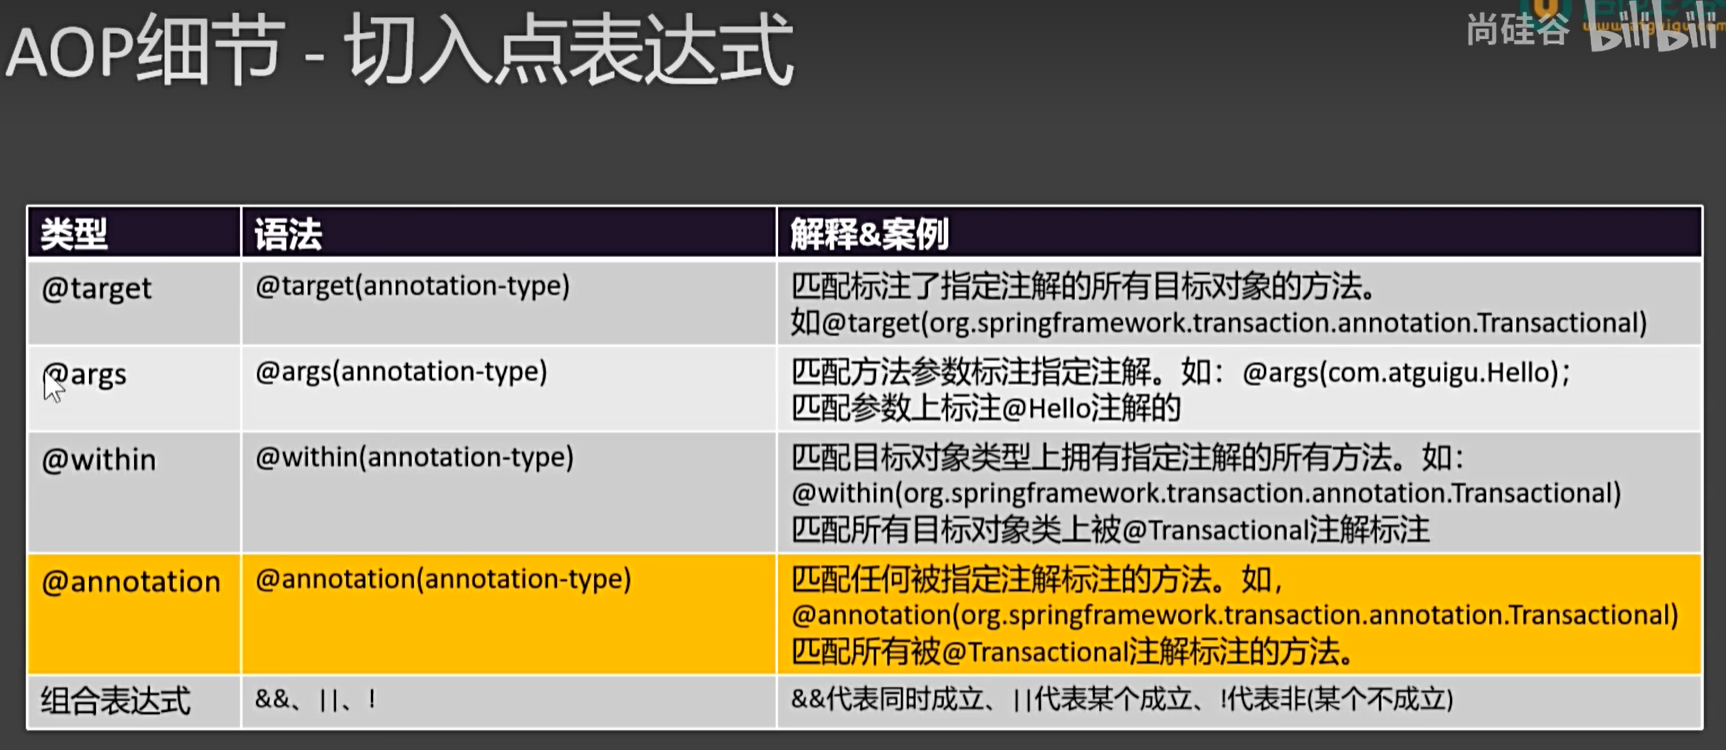 AOP细节 - 切入点表达式
尚硅谷
bilibili
类型
语法
解释&案例
@target
@target(annotation-type)
匹配标注了指定注解的所有目标对象的方法。
如@target(org.springframework.transaction.annotation.Transactional)
@args
@args(annotation-type)
匹配方法参数标注指定注解。如：@args(com.atguigu.Hello)；
匹配参数上标注@Hello注解的
@within
@within(annotation-type)
匹配目标对象类型上拥有指定注解的所有方法。如：
@within(org.springframework.transaction.annotation.Transactional)
匹配所有目标对象类上被@Transactional注解标注
@annotation
@annotation(annotation-type)
匹配任何被指定注解标注的方法。如，
@annotation(org.springframework.transaction.annotation.Transactional)
匹配所有被@Transactional注解标注的方法。
组合表达式
&&、||、!
&&代表同时成立、||代表某个成立、!代表非(某个不成立)